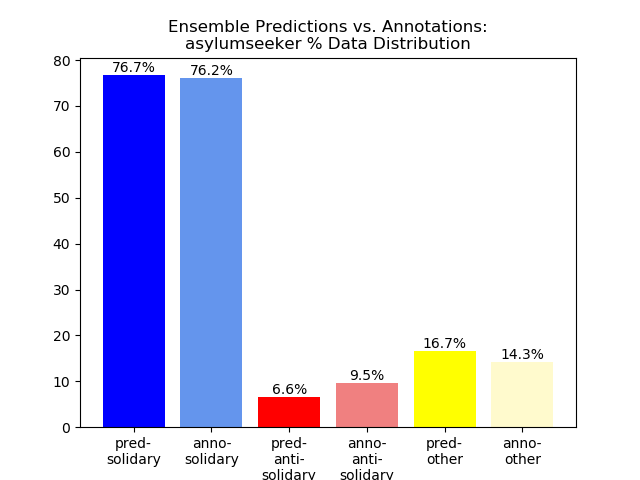 Ensemble Predictions vs. Annotations:
asylumseeker % Data Distribution
80
70
60
50
40
30
20
10
0
76.7%
76.2%
6.6%
9.5%
16.7%
14.3%
pred-
solidary
anno-
solidary
pred-
anti-
solidary
anno-
anti-
solidary
pred-
other
anno-
other